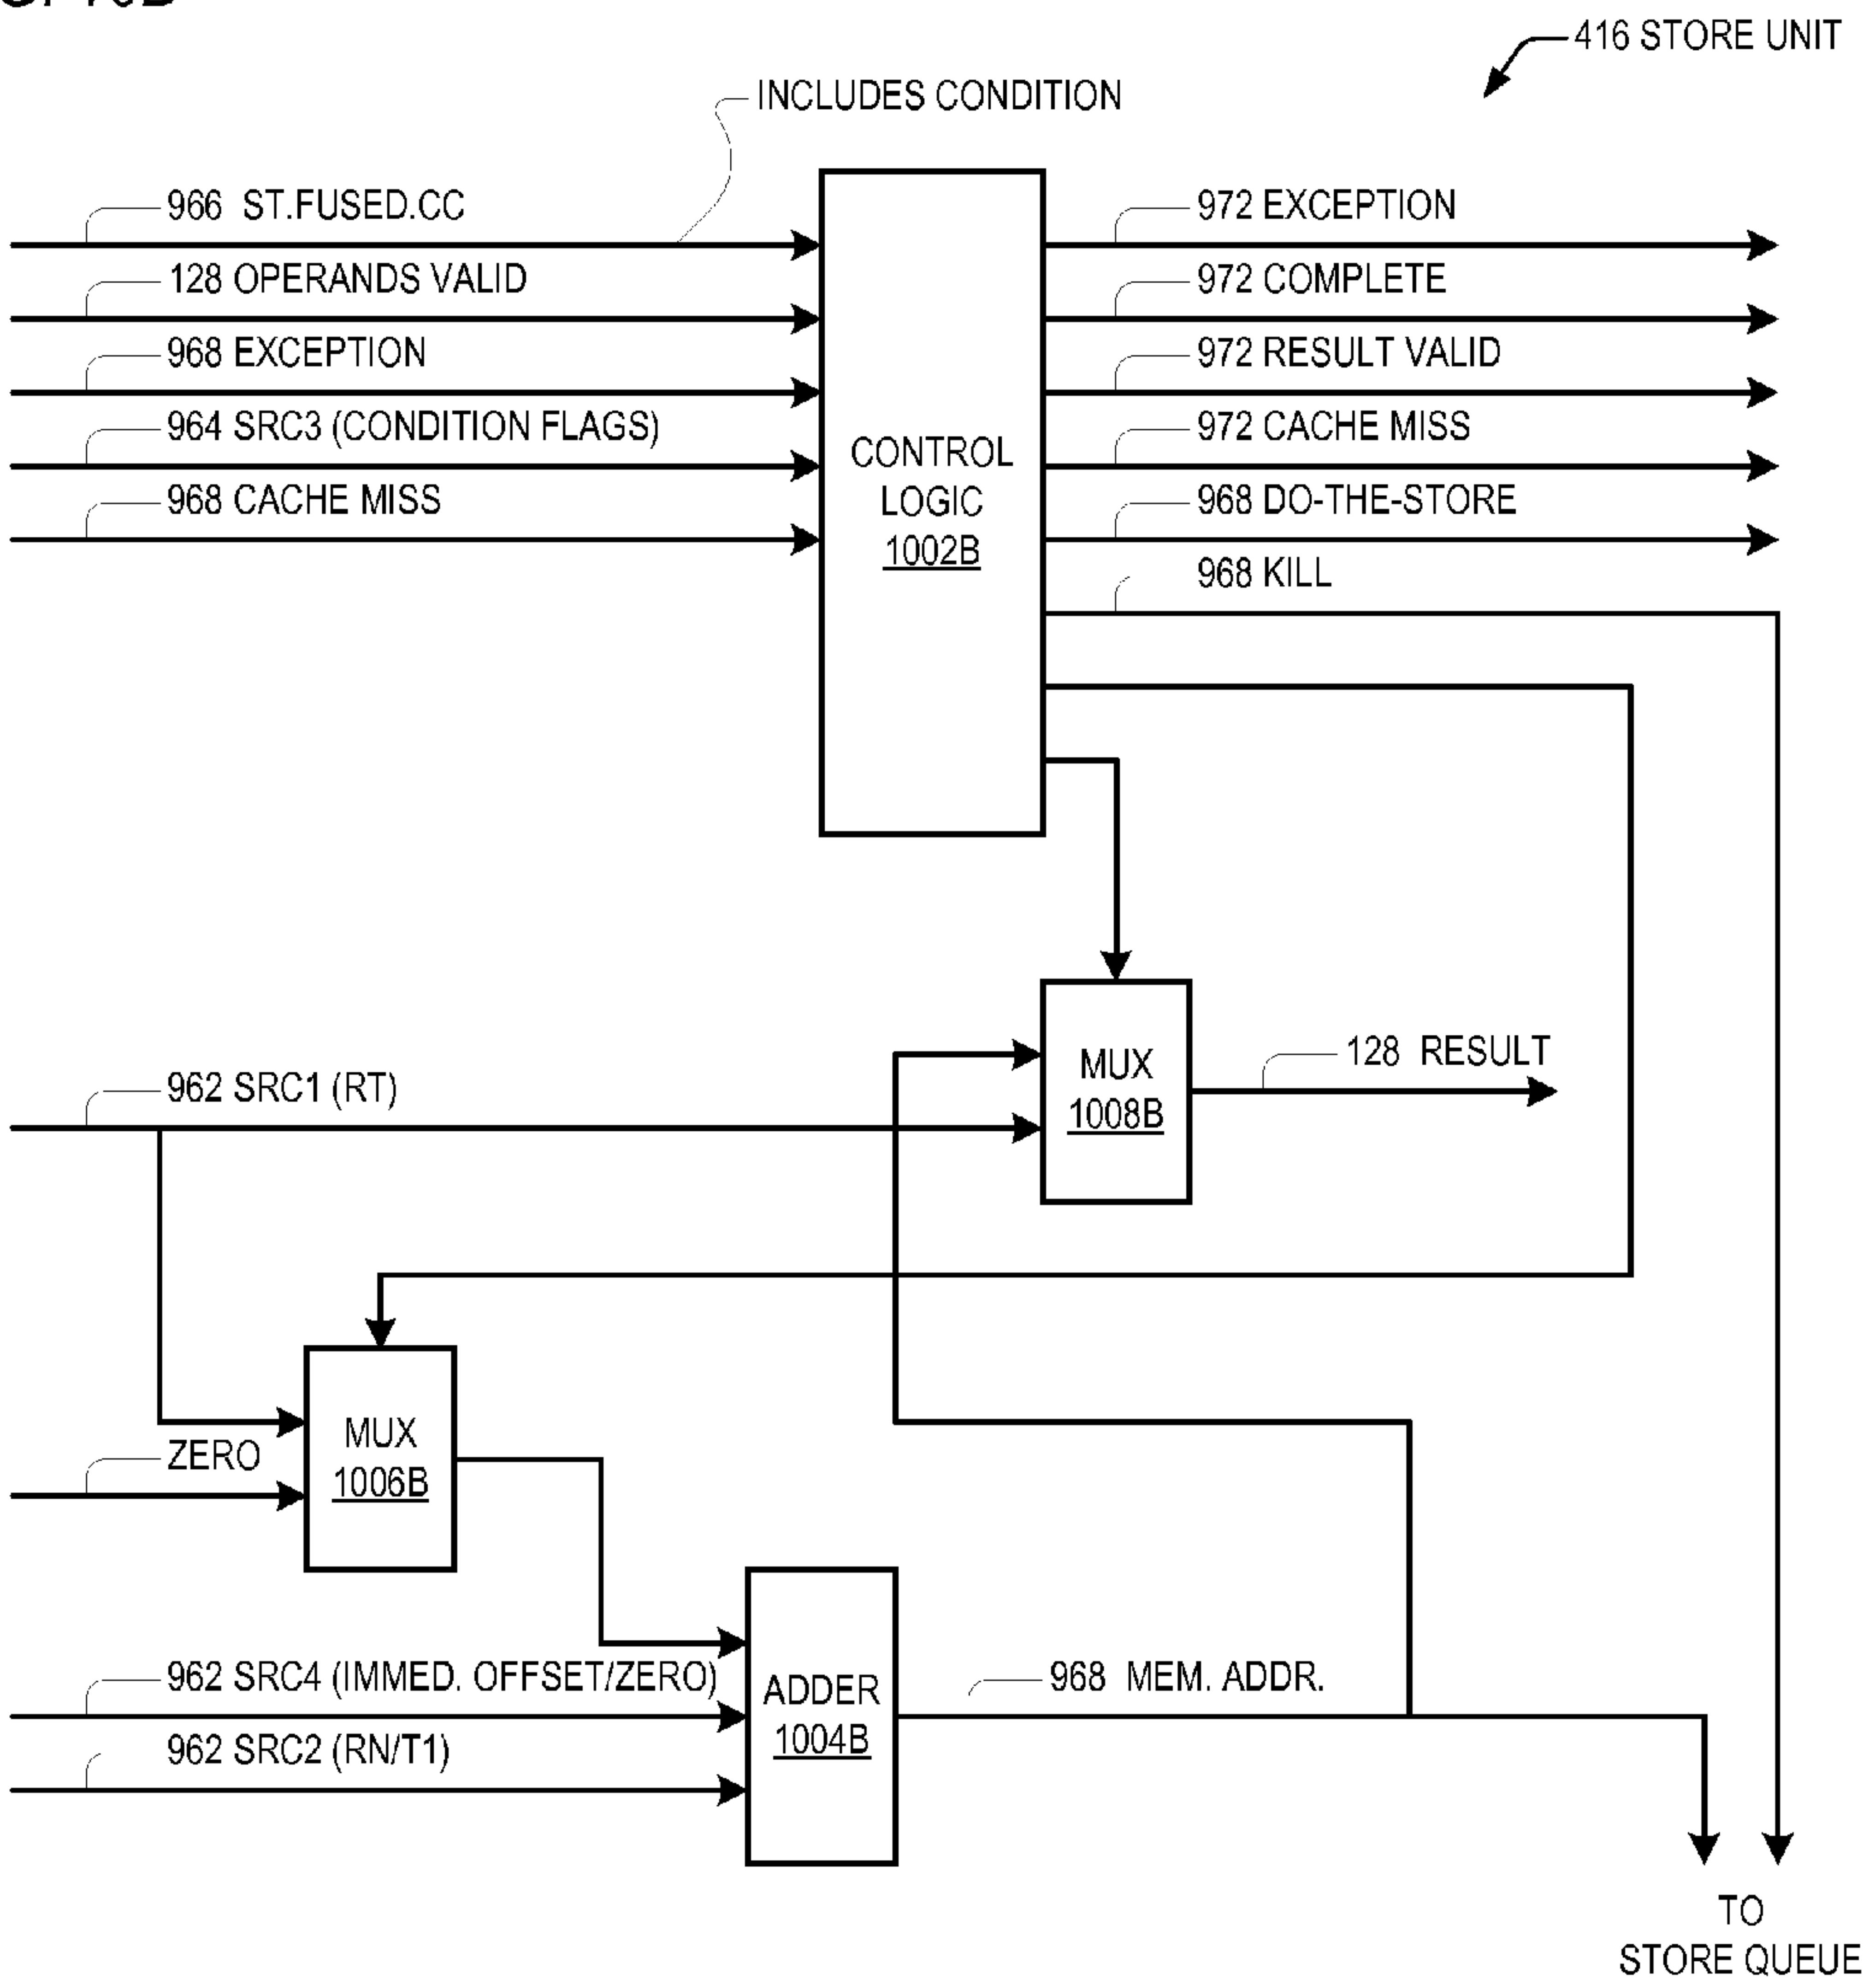 416 STORE UNIT
INCLUDES CONDITION
966 ST.FUSED.CC
128 OPERANDS VALID
968 EXCEPTION
964 SRC3 (CONDITION FLAGS)
968 CACHE MISS
CONTROL
LOGIC
1002B
972 EXCEPTION
972 COMPLETE
972 RESULT VALID
972 CACHE MISS
968 DO-THE-STORE
968 KILL
962 SRC1 (RT)
MUX
1008B
128 RESULT
ZERO
MUX
1006B
962 SRC4 (IMMED. OFFSET/ZERO)
962 SRC2 (RN/T1)
ADDER
1004B
968 MEM. ADDR.
TO
STORE QUEUE